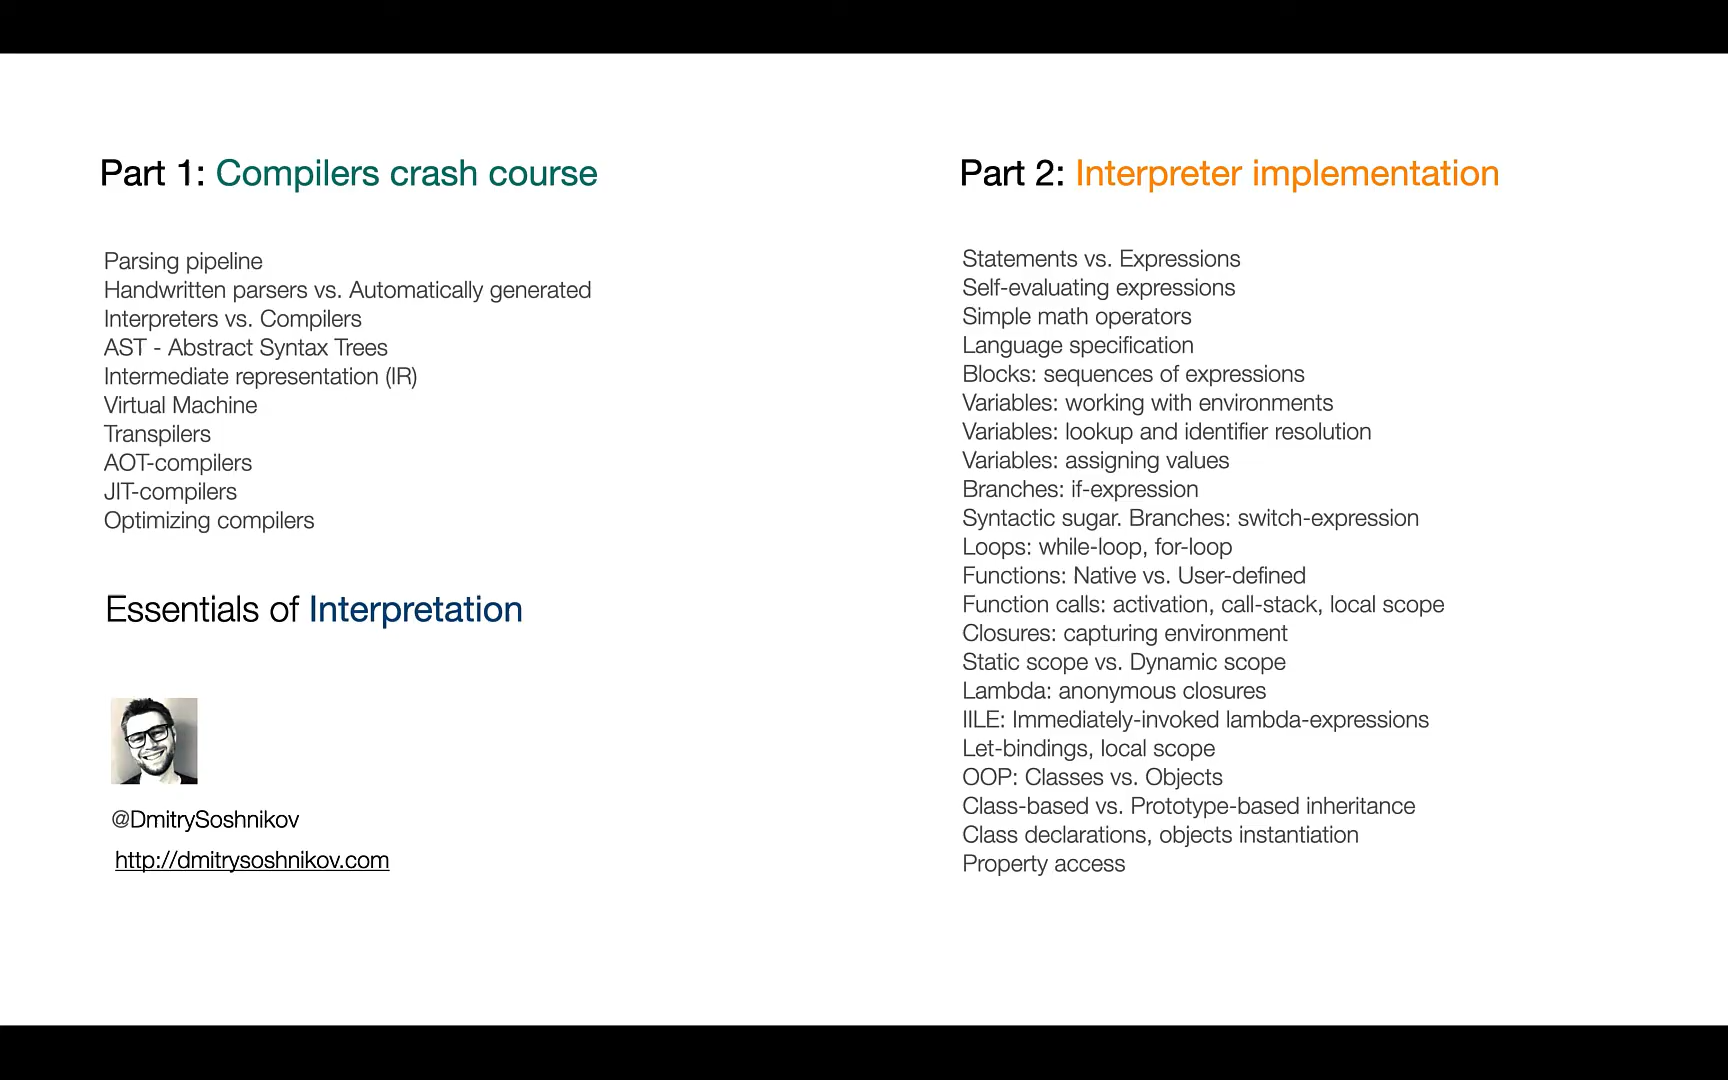 Part 1: Compilers crash course
Parsing pipeline
Handwritten parsers vs. Automatically generated
Interpreters vs. Compilers
AST - Abstract Syntax Trees
Intermediate representation (IR)
Virtual Machine
Transpilers
AOT-compilers
JIT-compilers
Optimizing compilers
Essentials of Interpretation
@DmitrySoshnikov
http://dmitrysoshnikov.com
Part 2: Interpreter implementation
Statements vs. Expressions
Self-evaluating expressions
Simple math operators
Language specification
Blocks: sequences of expressions
Variables: working with environments
Variables: lookup and identifier resolution
Variables: assigning values
Branches: if-expression
Syntactic sugar. Branches: switch-expression
Loops: while-loop, for-loop
Functions: Native vs. User-defined
Function calls: activation, call-stack, local scope
Closures: capturing environment
Static scope vs. Dynamic scope
Lambda: anonymous closures
IILE: Immediately-invoked lambda-expressions
Let-bindings, local scope
OOP: Classes vs. Objects
Class-based vs. Prototype-based inheritance
Class declarations, objects instantiation
Property access